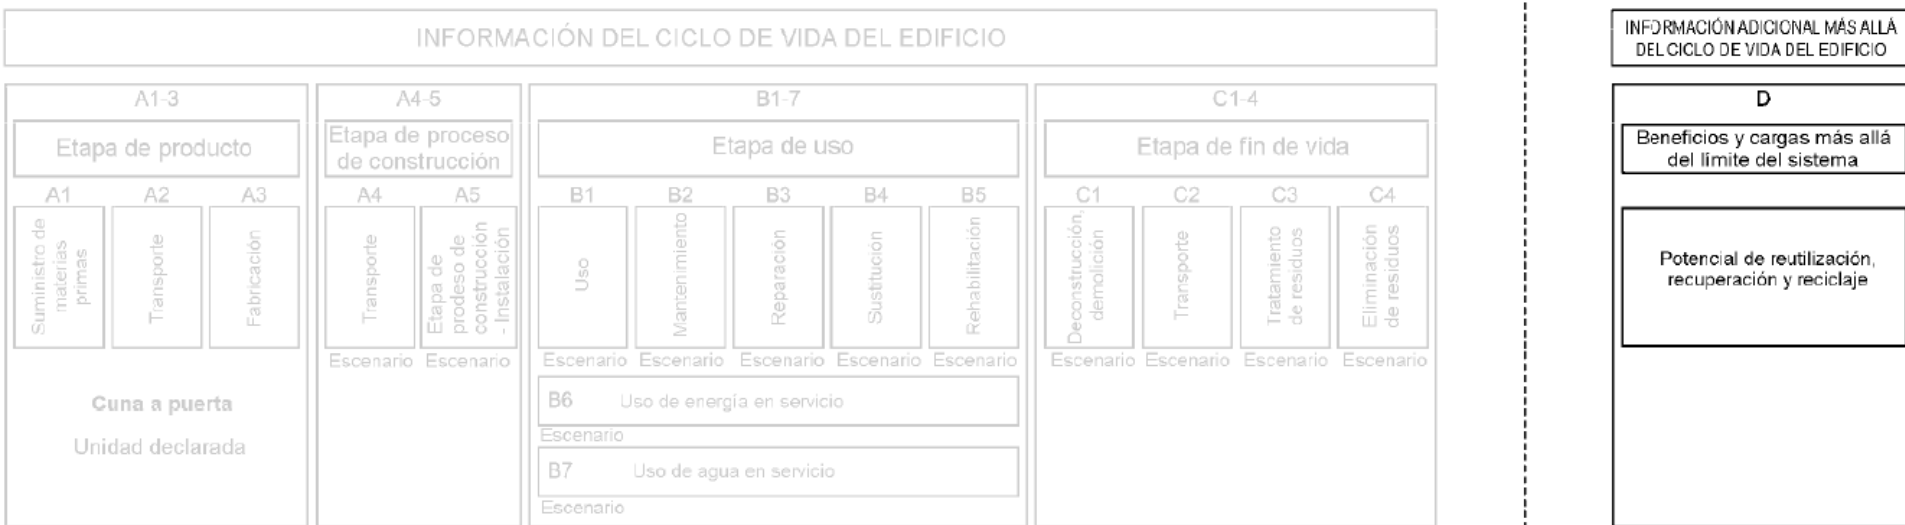 INFORMACIÓN DEL CICLO DE VIDA DEL EDIFICIO
INFORMACIÓN ADICIONAL MÁS ALLÁ
DEL CICLO DE VIDA DEL EDIFICIO
A1-3
Etapa de producto
A1
Suministro de
materias
primas
A2
Transporte
A3
Fabricación
Cuna a puerta
Unidad declarada
A4-5
Etapa de proceso
de construcción
A4
Transporte
Escenario
A5
Etapa de
prodeso de
construcción
- Instalación
Escenario
B1-7
Etapa de uso
B1
Uso
Escenario
B2
Mantenimiento
Escenario
B3
Reparación
Escenario
B4
Sustitución
Escenario
B5
Rehabilitación
Escenario
B6 Uso de energía en servicio
Escenario
B7 Uso de agua en servicio
Escenario
C1-4
Etapa de fin de vida
C1
Deconstrucción,
demolición
Escenario
C2
Transporte
Escenario
C3
Tratamiento
de residuos
Escenario
C4
Eliminación
de residuos
Escenario
D
Beneficios y cargas más allá
del límite del sistema
Potencial de reutilización,
recuperación y reciclaje